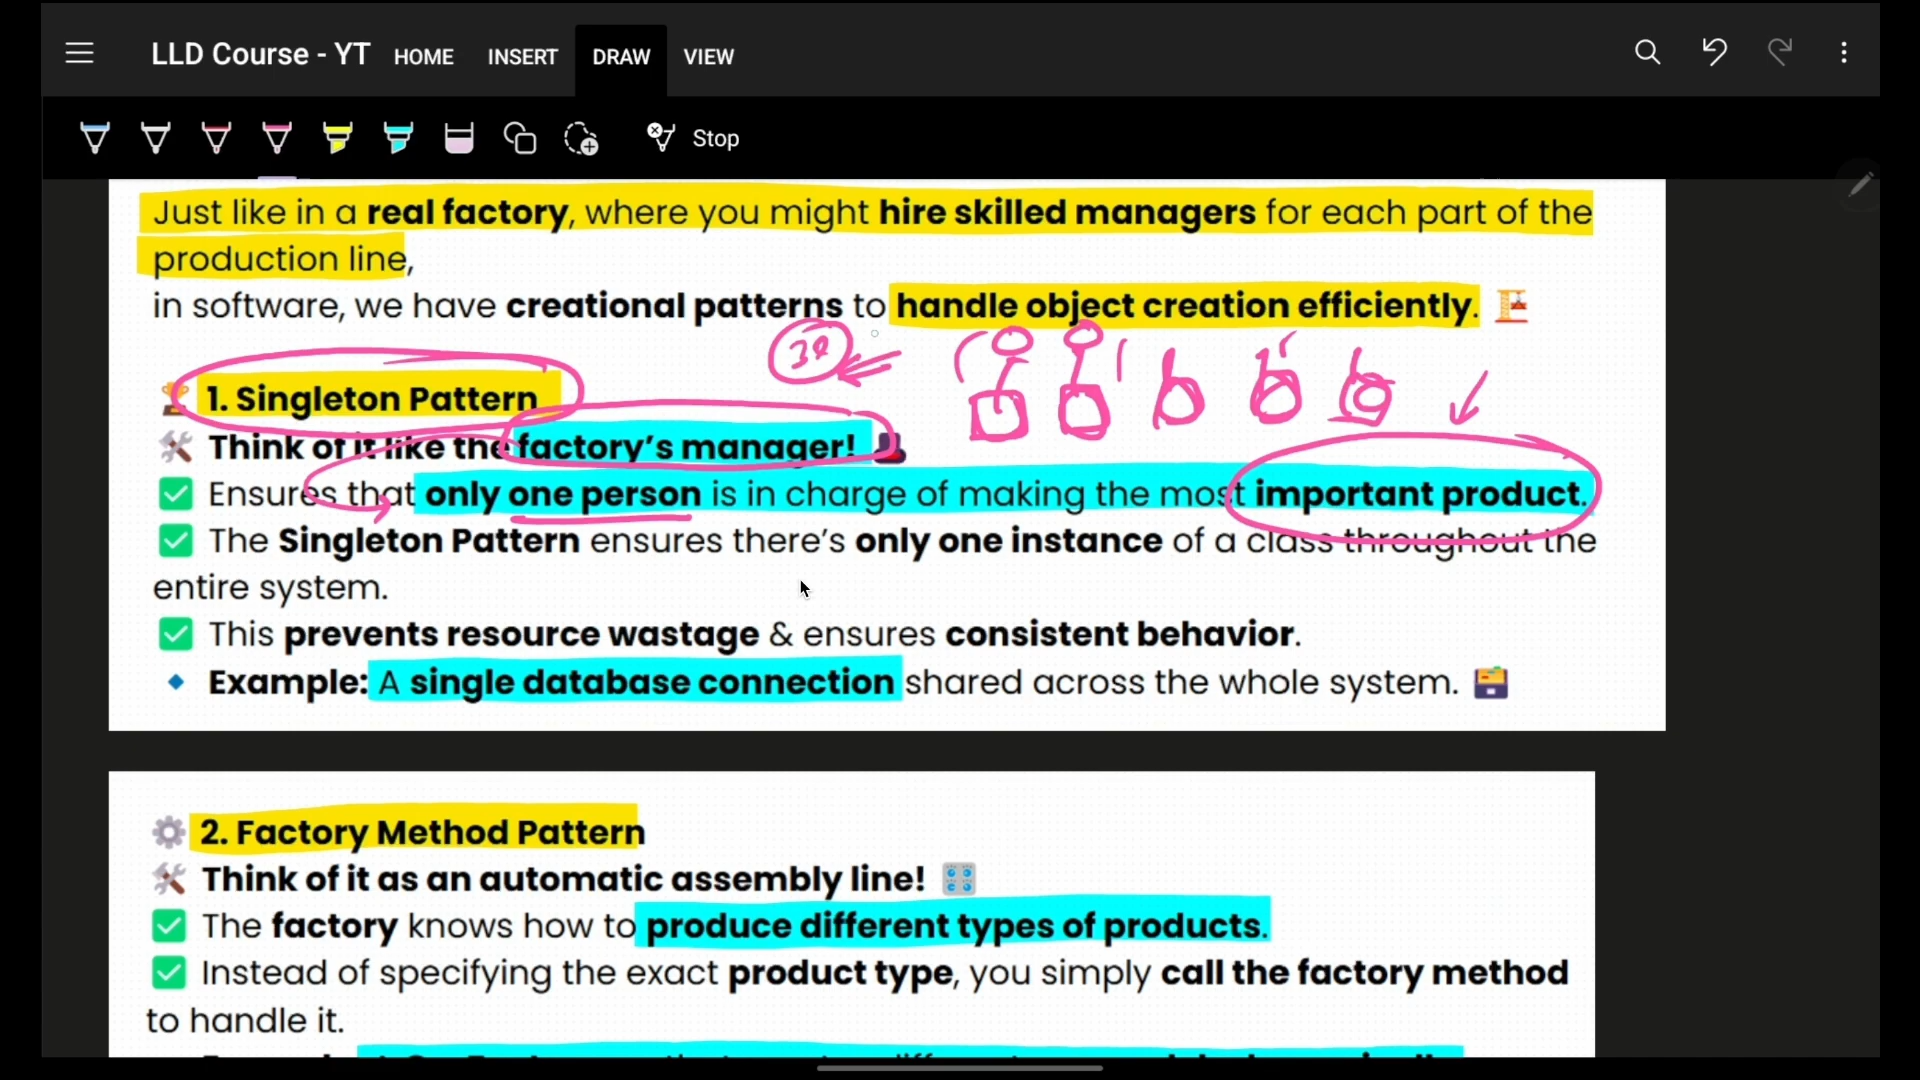 LLD Course - YT HOME INSERT DRAW VIEW
Stop
Just like in a real factory, where you might hire skilled managers for each part of the
production line,
in software, we have creational patterns to handle object creation efficiently.
1. Singleton Pattern
Think of it like the factory's manager!
Ensures that only one person is in charge of making the most important product.
The Singleton Pattern ensures there's only one instance of a class throughout the
entire system.
This prevents resource wastage & ensures consistent behavior.
Example: A single database connection shared across the whole system.
2. Factory Method Pattern
Think of it as an automatic assembly line!
The factory knows how to produce different types of products.
Instead of specifying the exact product type, you simply call the factory method
to handle it.